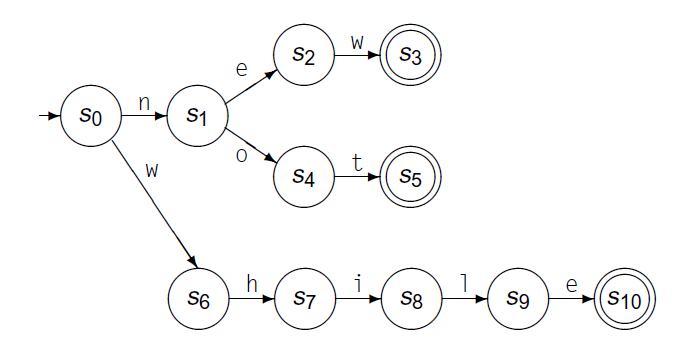 e s2 w s3
s0 n s1
o s4 t s5
w
s6 h s7 i s8 l s9 e s10